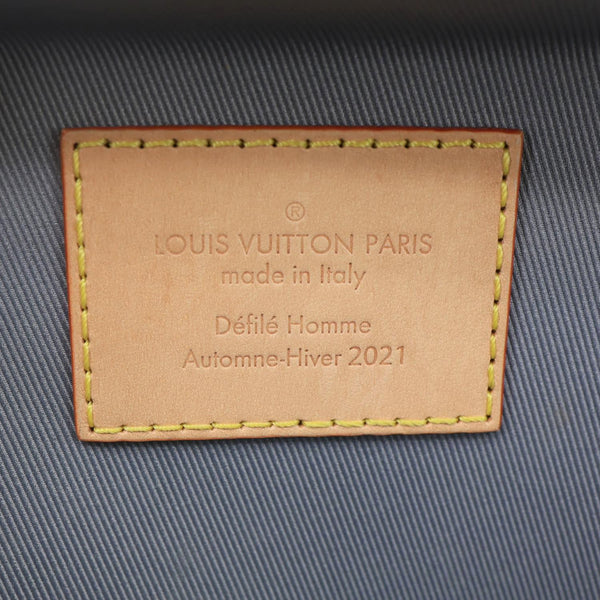 ®
LOUIS VUITTON PARIS
made in Italy
Défilé Homme
Automne-Hiver 2021